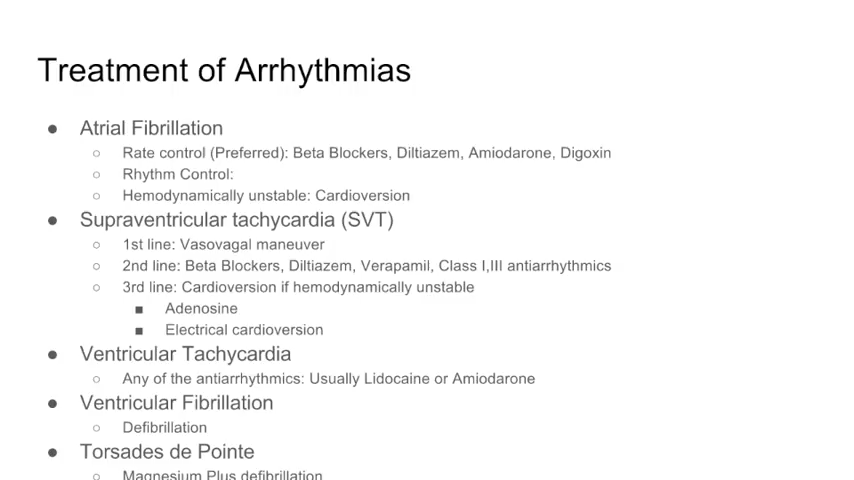 Treatment of Arrhythmias
● Atrial Fibrillation
○ Rate control (Preferred): Beta Blockers, Diltiazem, Amiodarone, Digoxin
○ Rhythm Control:
○ Hemodynamically unstable: Cardioversion
● Supraventricular tachycardia (SVT)
○ 1st line: Vasovagal maneuver
○ 2nd line: Beta Blockers, Diltiazem, Verapamil, Class I,III antiarrhythmics
○ 3rd line: Cardioversion if hemodynamically unstable
■ Adenosine
■ Electrical cardioversion
● Ventricular Tachycardia
○ Any of the antiarrhythmics: Usually Lidocaine or Amiodarone
● Ventricular Fibrillation
○ Defibrillation
● Torsades de Pointe
○ Magnesium Plus defibrillation